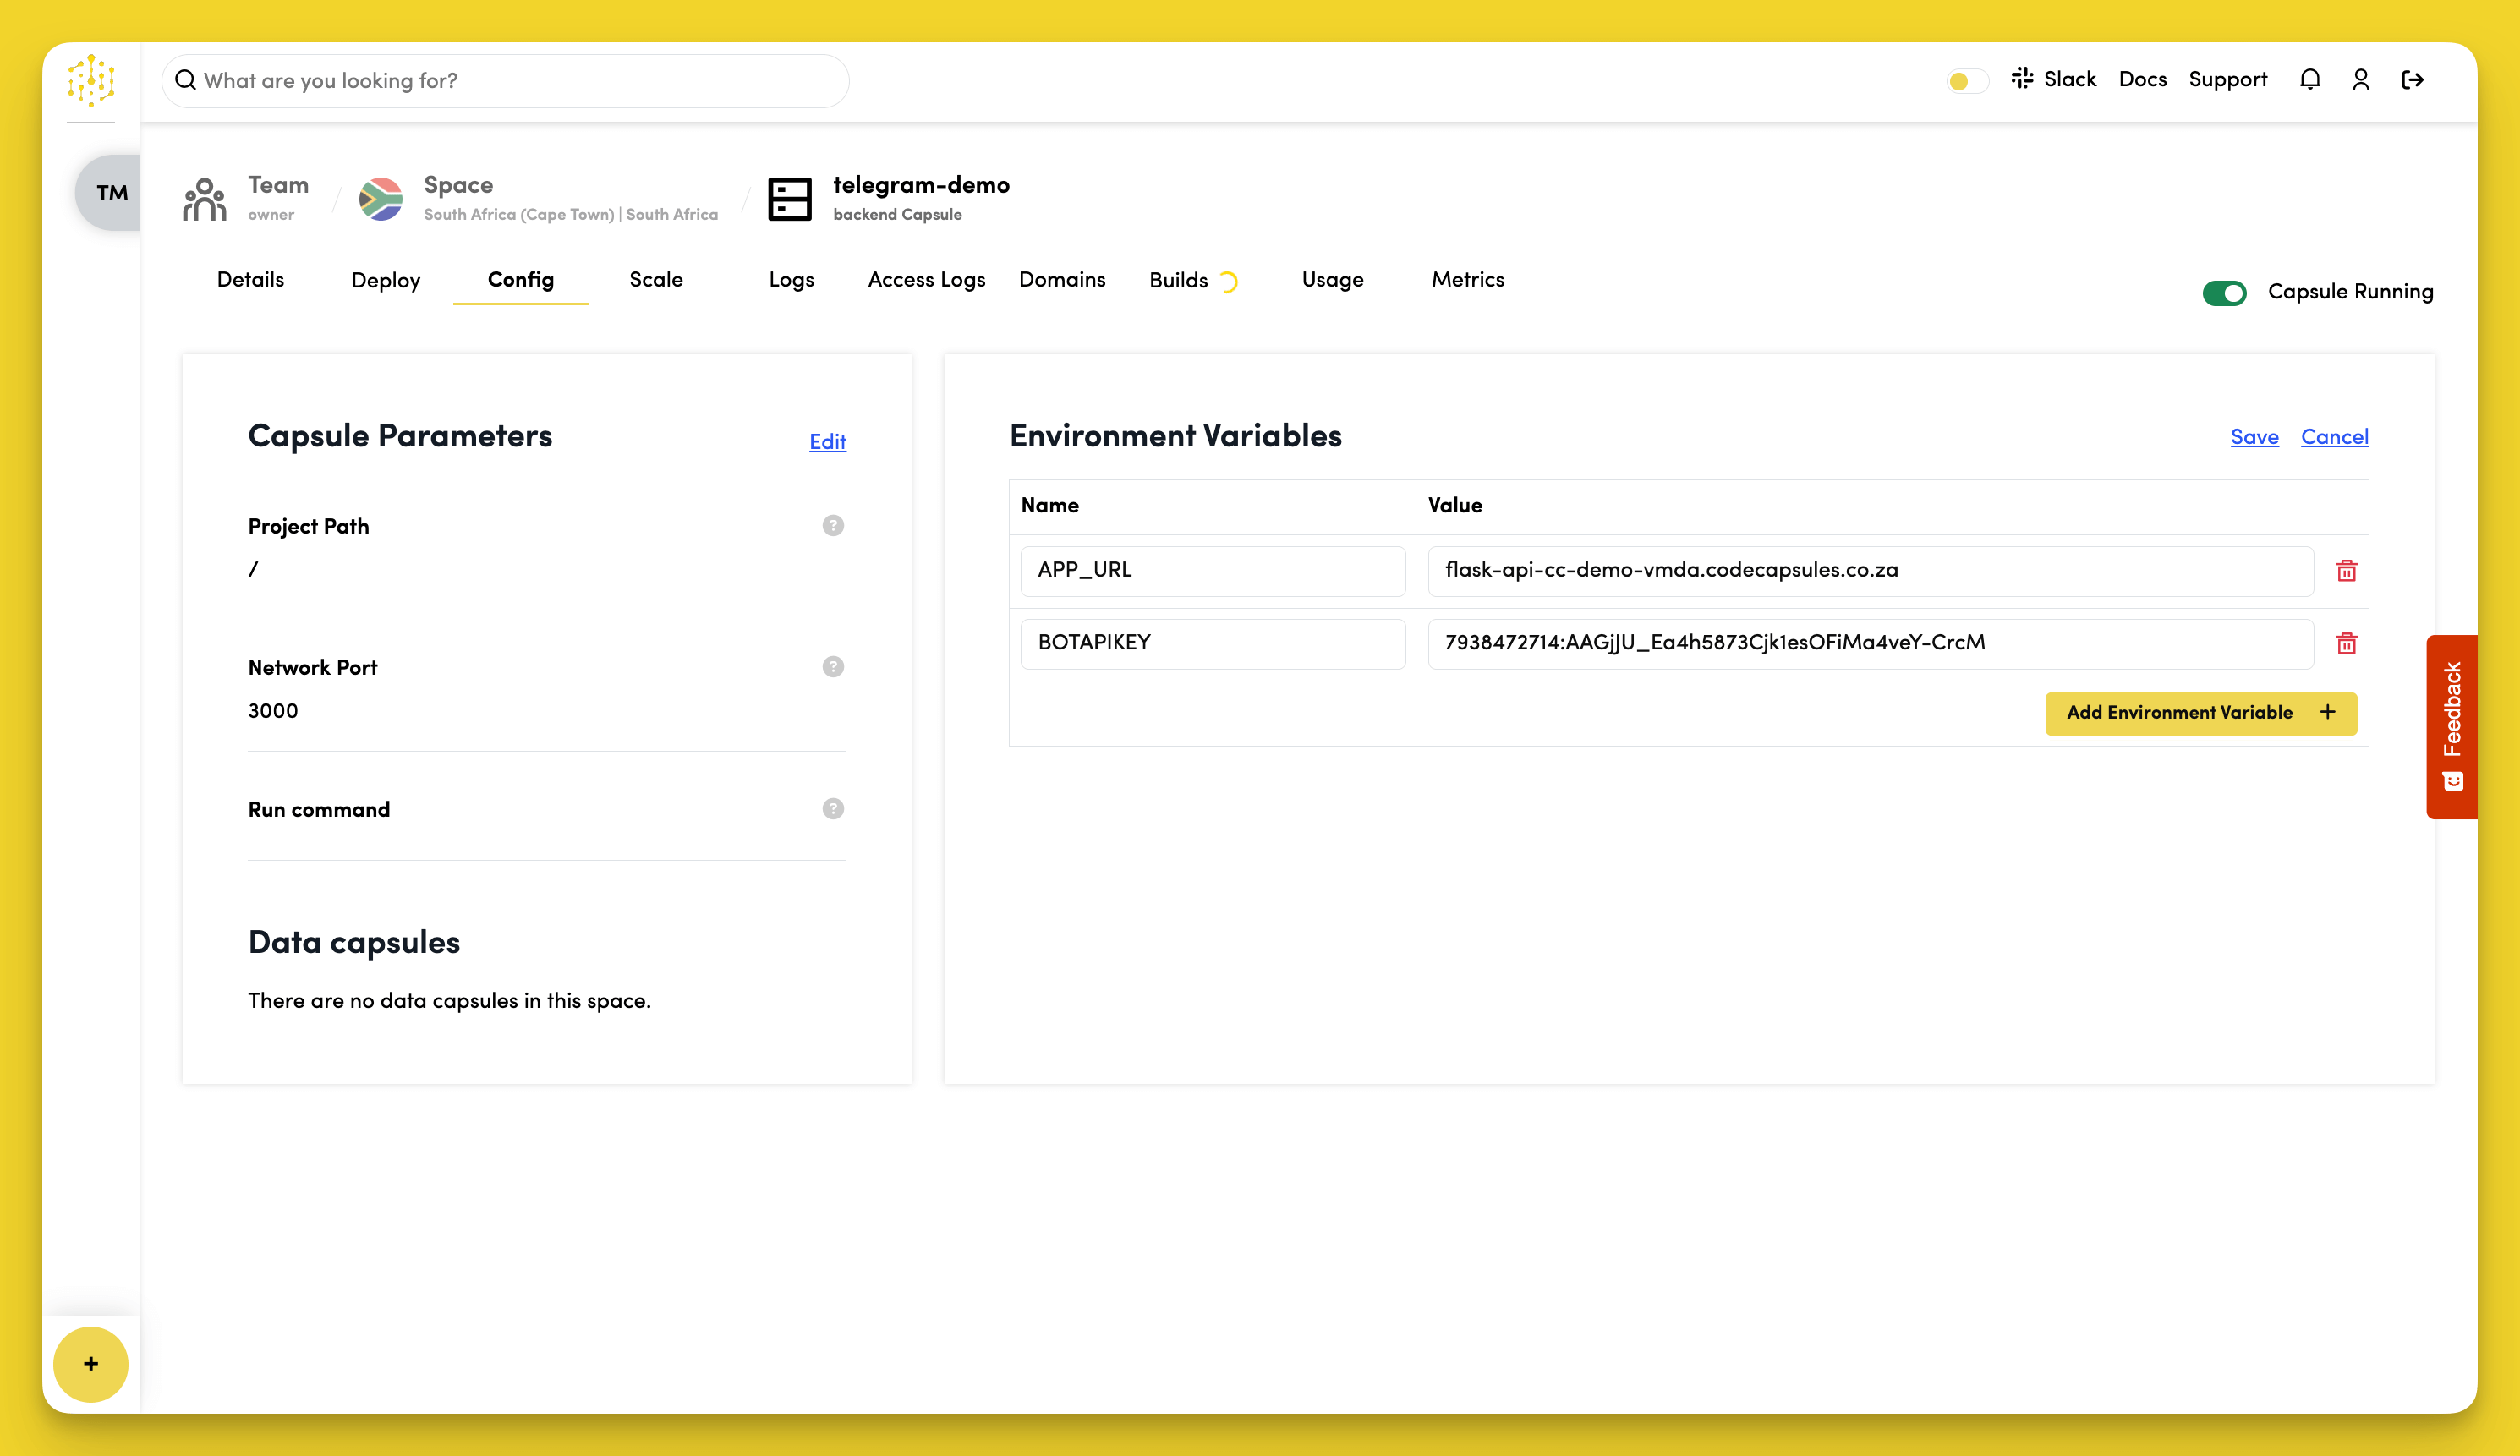 What are you looking for?
Slack
Docs
Support
TM
Team
owner
Space
South Africa (Cape Town) | South Africa
telegram-demo
backend Capsule
Details
Deploy
Config
Scale
Logs
Access Logs
Domains
Builds
Usage
Metrics
Capsule Running
Capsule Parameters
Edit
Project Path
?
/
Network Port
?
3000
Run command
?
Data capsules
There are no data capsules in this space.
Environment Variables
Save
Cancel
Name
Value
APP_URL
flask-api-cc-demo-vmda.codecapsules.co.za
BOTAPIKEY
7938472714:AAGjJU_Ea4h5873Cjk1esOFiMa4veY-CrcM
Add Environment Variable +
Feedback
+